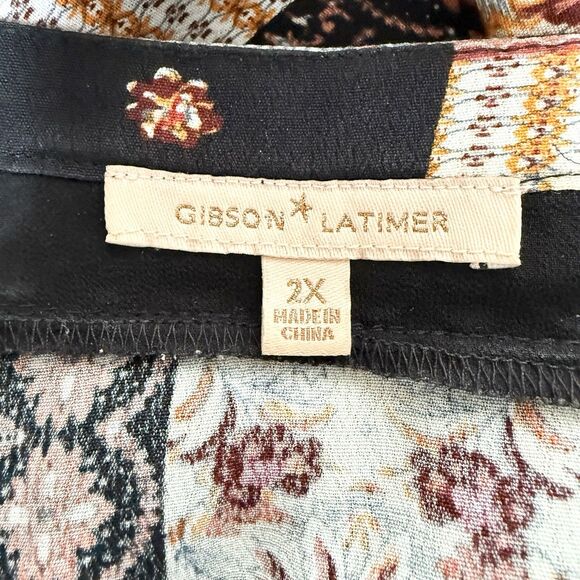 GIBSON * LATIMER
2X
MADE IN
CHINA